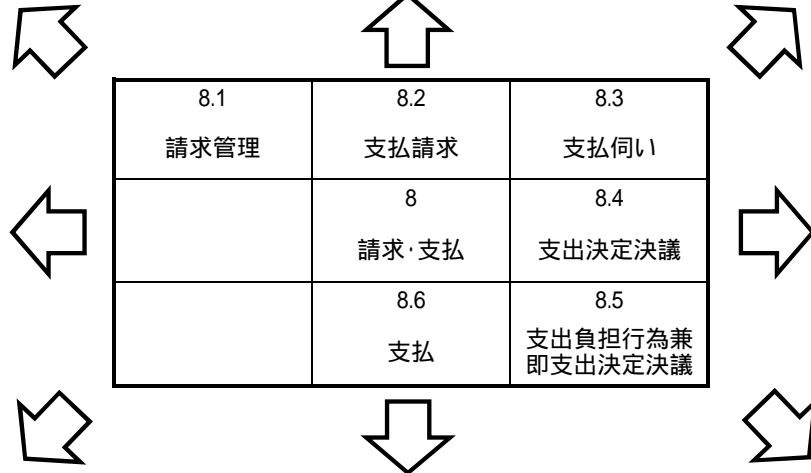 8.1
請求管理
8.2
支払請求
8.3
支払伺い
8
請求・支払
8.4
支出決定決議
8.6
支払
8.5
支出負担行為兼
即支出決定決議